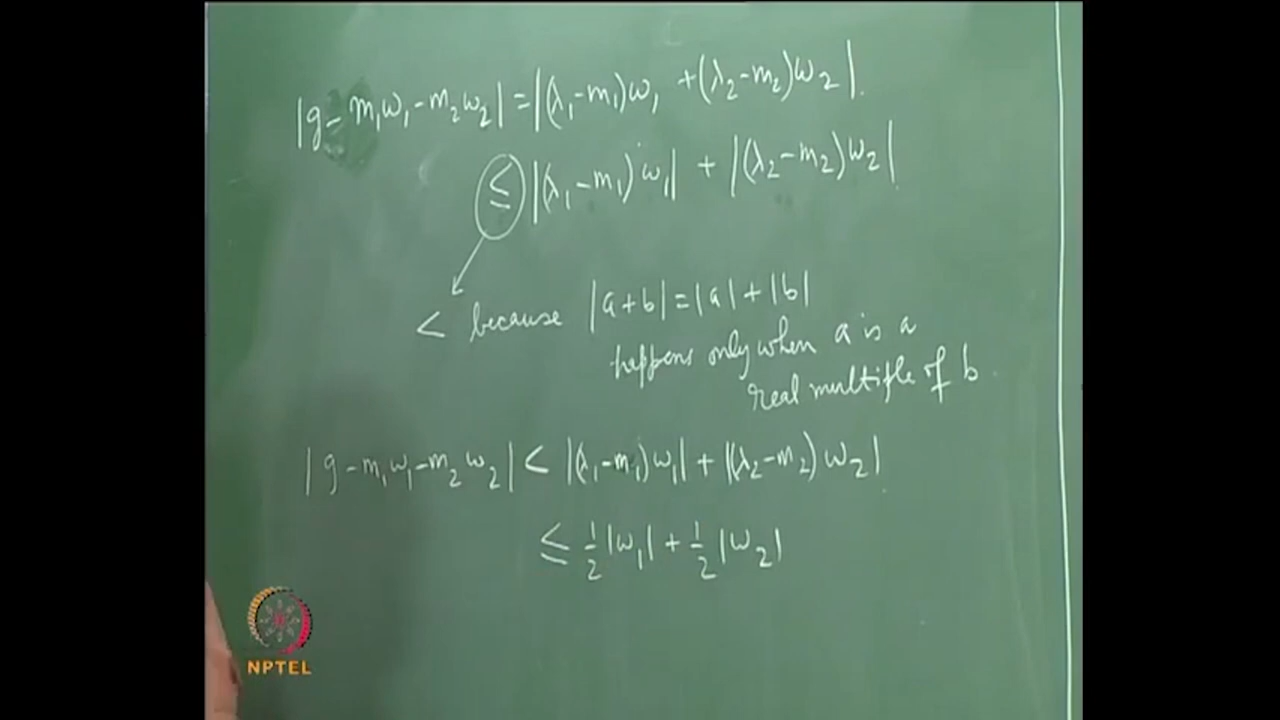 |g-m₁ω₁-m₂ω₂| = |(λ₁-m₁)ω₁ +(λ₂-m₂)ω₂|.
≤ |(λ₁-m₁)ω₁| + |(λ₂-m₂)ω₂|
< because |a+b|=|a|+|b|
happens only when a is a
real multiple of b
|g-m₁ω₁-m₂ω₂| < |(λ₁-m₁)ω₁| + |(λ₂-m₂)ω₂|
≤ 1/2|ω₁| + 1/2|ω₂|
NPTEL